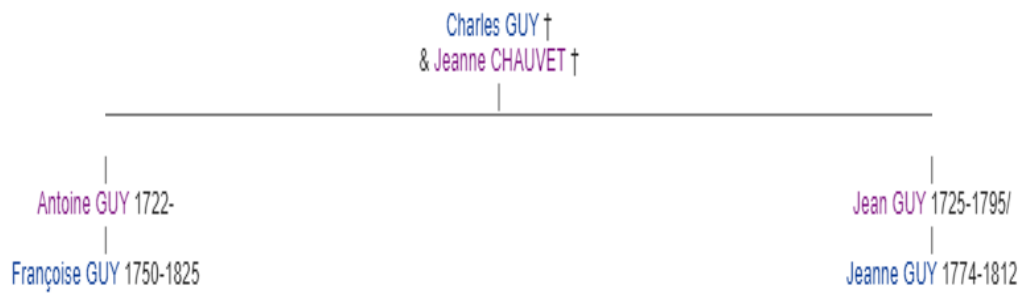 Charles GUY †
& Jeanne CHAUVET †
Antoine GUY 1722-
Jean GUY 1725-1795/
Françoise GUY 1750-1825
Jeanne GUY 1774-1812